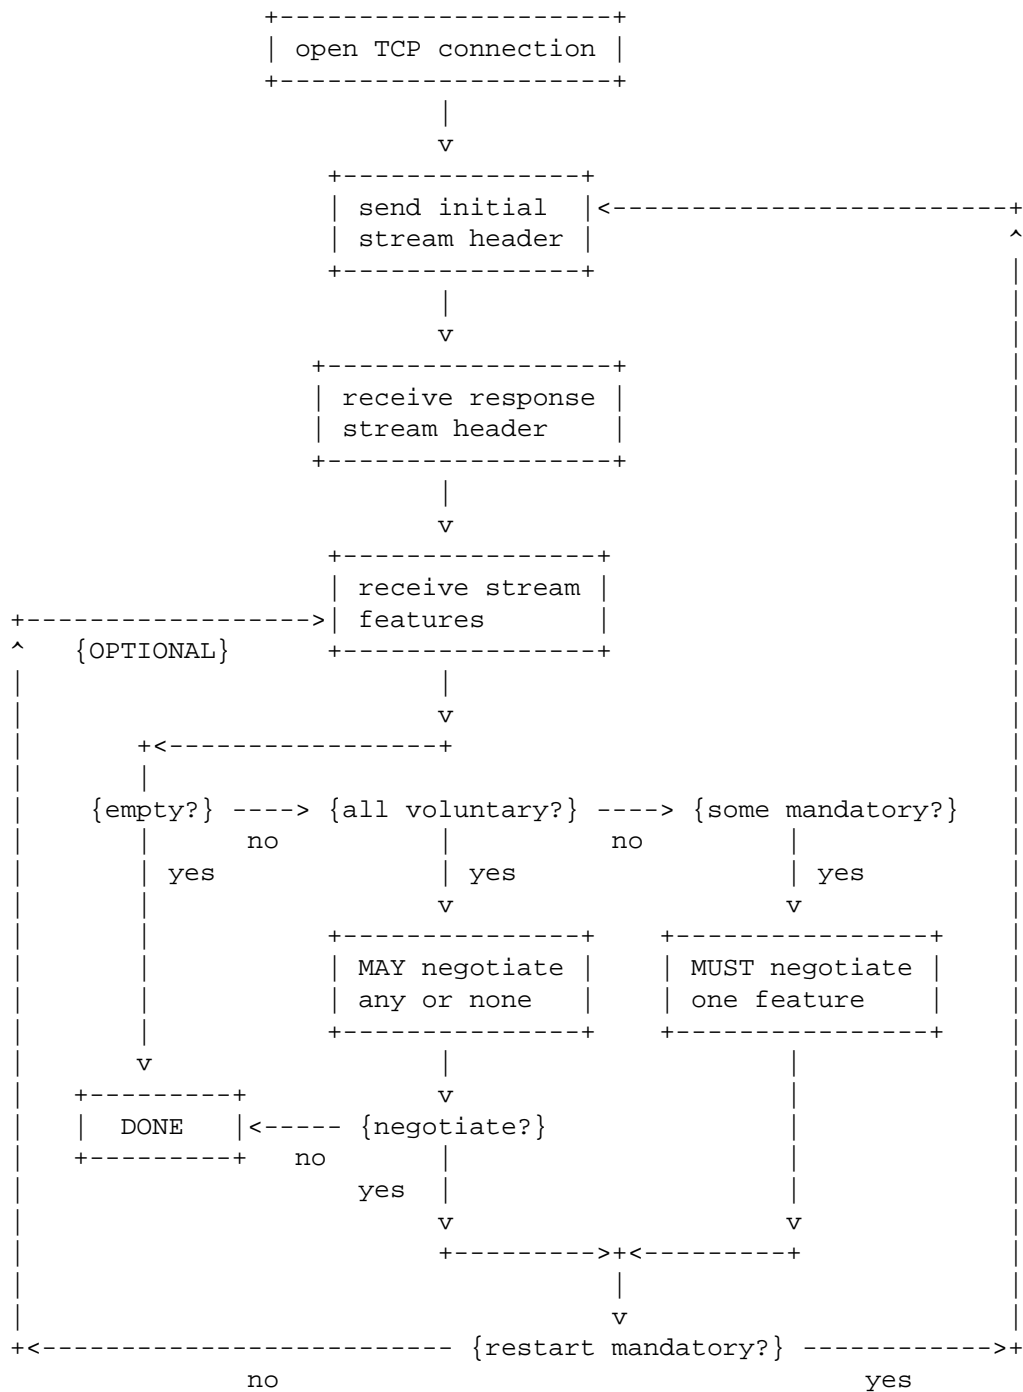 open TCP connection
v
send initial <
stream header ^
v
receive response
stream header
v
receive stream
> features
^ {OPTIONAL}
v
<
{empty?} ----> {all voluntary?} ----> {some mandatory?}
no no
yes yes yes
v v
MAY negotiate MUST negotiate
any or none one feature
v
v
DONE <----- {negotiate?}
no
yes
v v
>+<
v
+<-------------------------- {restart mandatory?} ------------>+
no yes